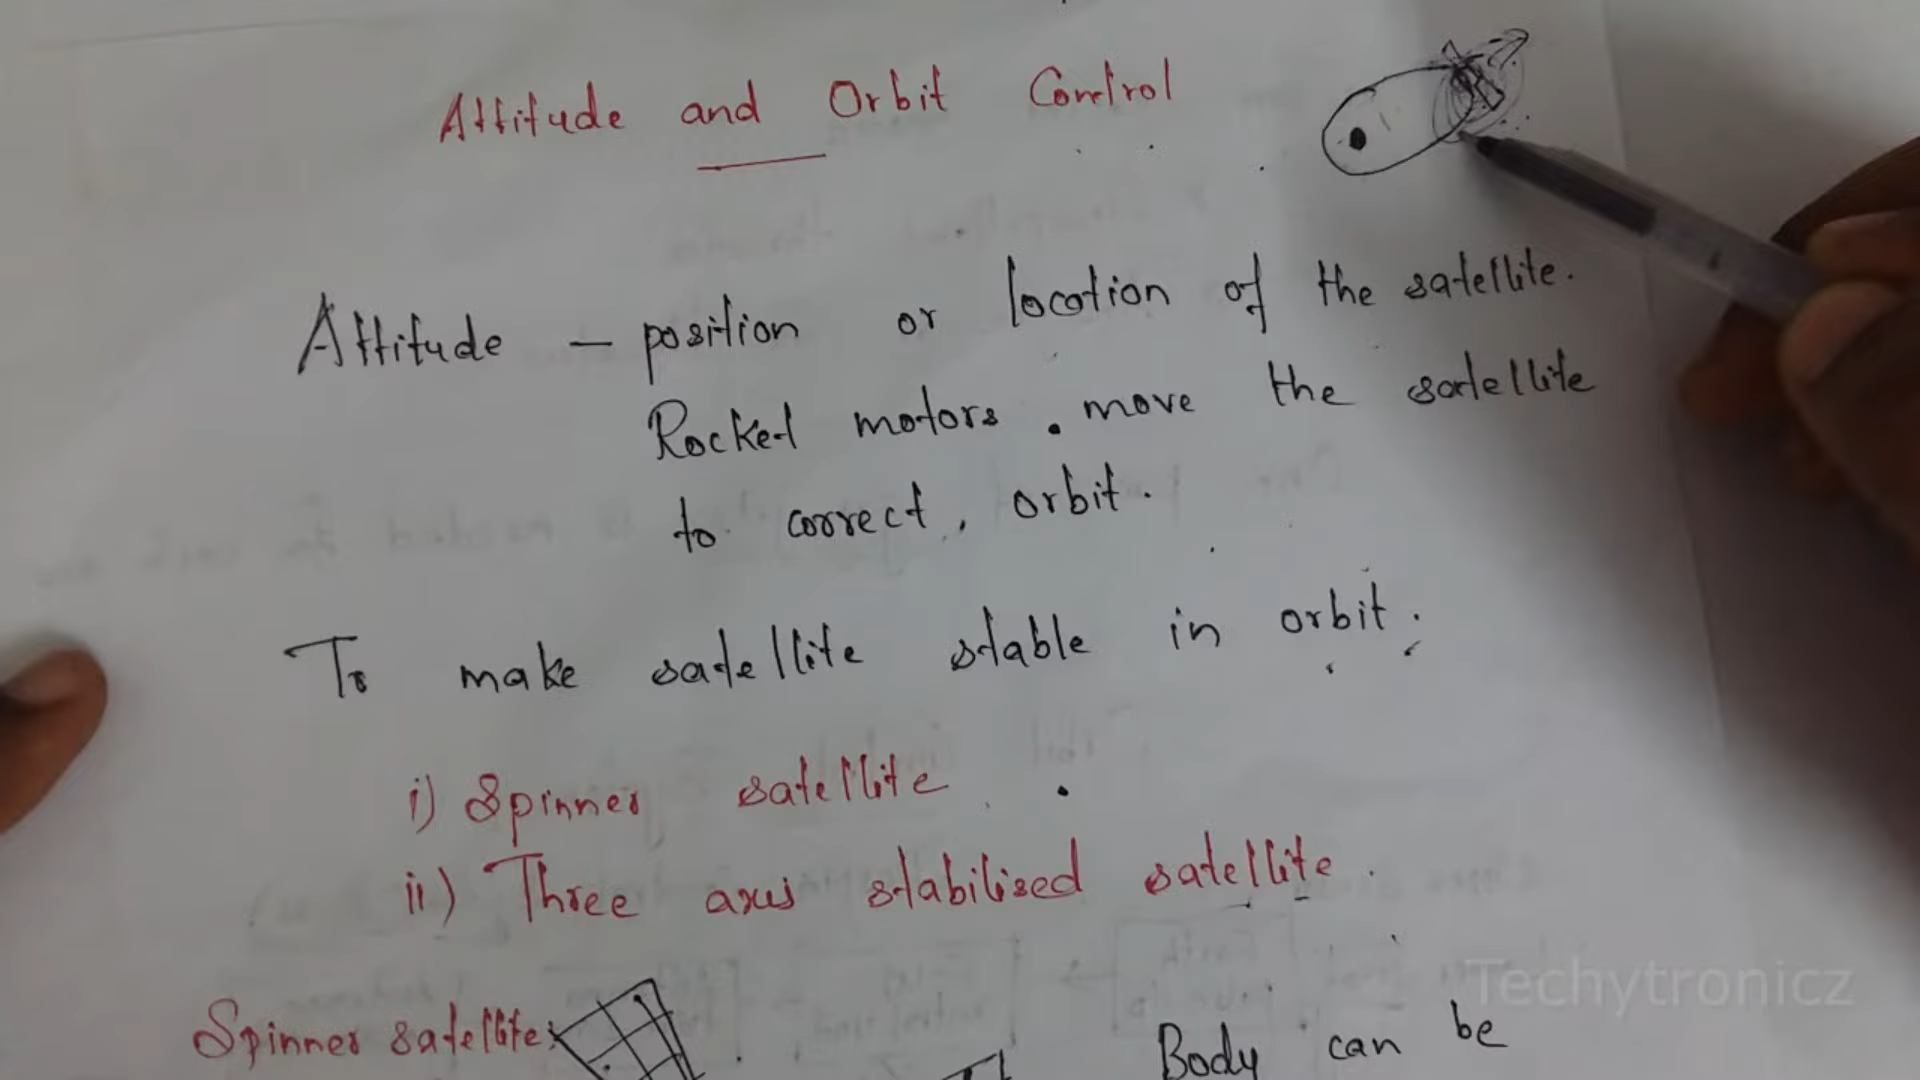 Attitude and Orbit Control
Attitude – position or location of the satellite.
Rocket motors move the satellite
to correct orbit.
To make satellite stable in orbit.
i) Spinner satellite
ii) Three axis stabilised satellite.
Techytronicz
Spinner satellite:
Body can be